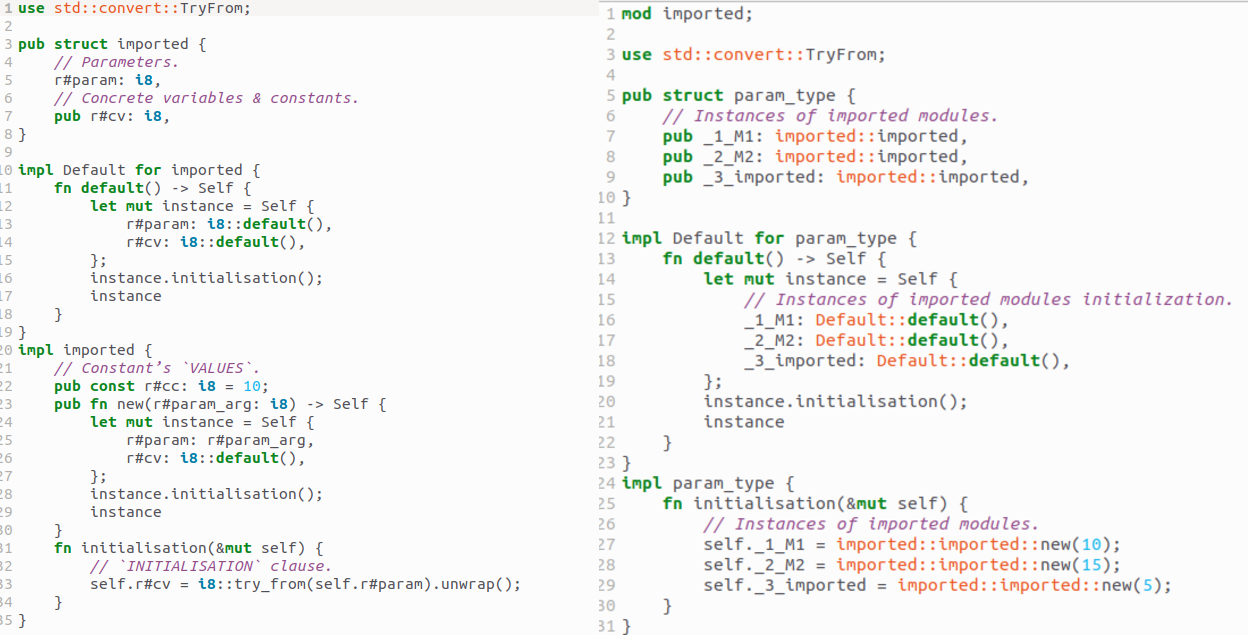 1 use std::convert::TryFrom;
2
3 pub struct imported {
4     // Parameters.
5     r#param: i8,
6     // Concrete variables & constants.
7     pub r#cv: i8,
8 }
9
10 impl Default for imported {
11     fn default() -> Self {
12         let mut instance = Self {
13             r#param: i8::default(),
14             r#cv: i8::default(),
15         };
16         instance.initialisation();
17         instance
18     }
19 }
20 impl imported {
21     // Constant’s `VALUES`.
22     pub const r#cc: i8 = 10;
23     pub fn new(r#param_arg: i8) -> Self {
24         let mut instance = Self {
25             r#param: r#param_arg,
26             r#cv: i8::default(),
27         };
28         instance.initialisation();
29         instance
30     }
31     fn initialisation(&mut self) {
32         // `INITIALISATION` clause.
33         self.r#cv = i8::try_from(self.r#param).unwrap();
34     }
35 }
1 mod imported;
2
3 use std::convert::TryFrom;
4
5 pub struct param_type {
6     // Instances of imported modules.
7     pub _1_M1: imported::imported,
8     pub _2_M2: imported::imported,
9     pub _3_imported: imported::imported,
10 }
11
12 impl Default for param_type {
13     fn default() -> Self {
14         let mut instance = Self {
15             // Instances of imported modules initialization.
16             _1_M1: Default::default(),
17             _2_M2: Default::default(),
18             _3_imported: Default::default(),
19         };
20         instance.initialisation();
21         instance
22     }
23 }
24 impl param_type {
25     fn initialisation(&mut self) {
26         // Instances of imported modules.
27         self._1_M1 = imported::imported::new(10);
28         self._2_M2 = imported::imported::new(15);
29         self._3_imported = imported::imported::new(5);
30     }
31 }